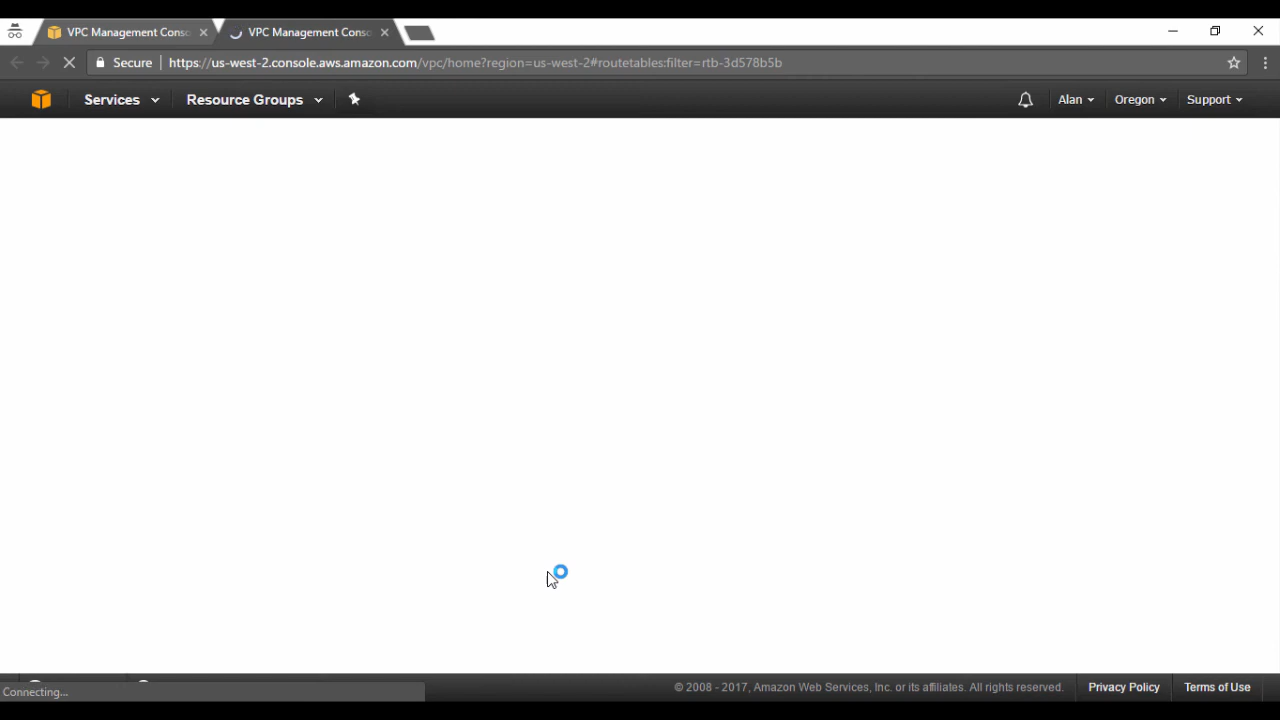 VPC Management Conso
VPC Management Conso
Secure
https://us-west-2.console.aws.amazon.com/vpc/home?region=us-west-2#routetables:filter=rtb-3d578b5b
Services
Resource Groups
Alan
Oregon
Support
Connecting...
© 2008 - 2017, Amazon Web Services, Inc. or its affiliates. All rights reserved.
Privacy Policy
Terms of Use